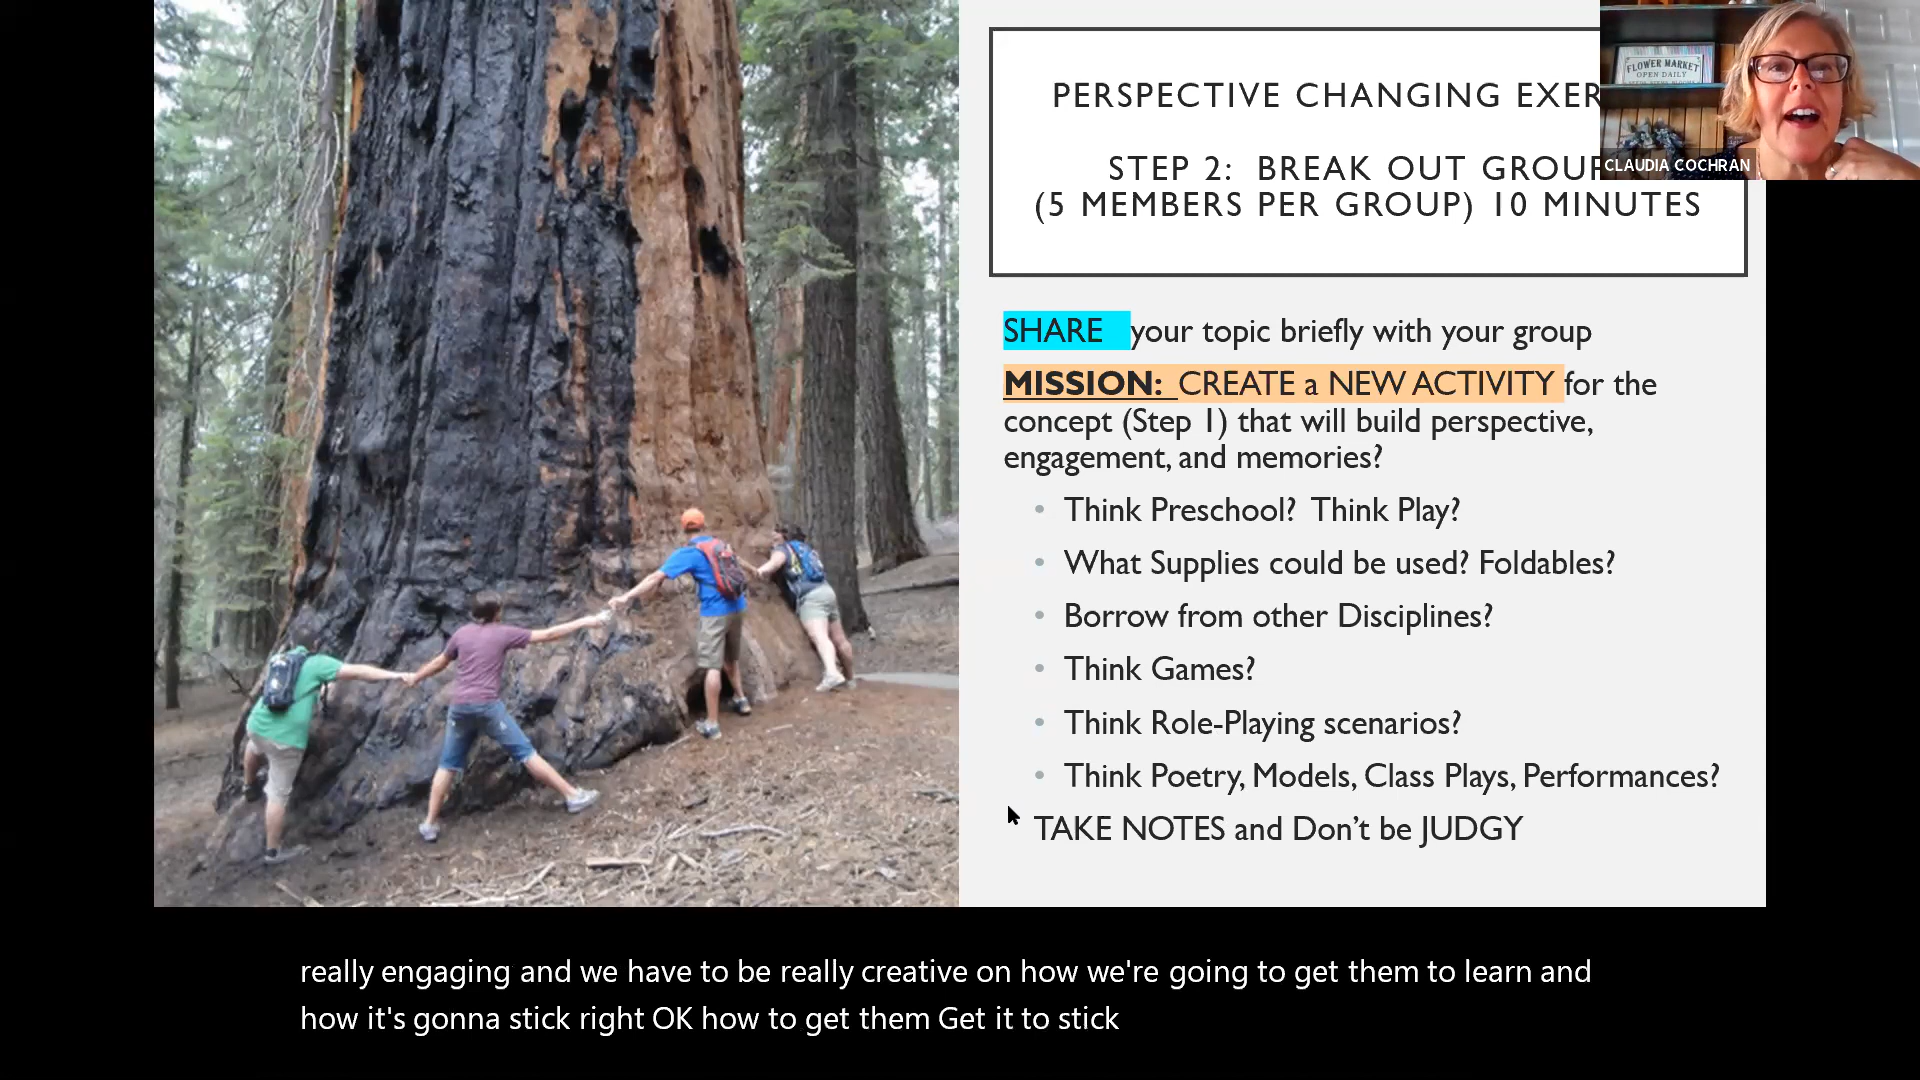 PERSPECTIVE CHANGING EXER
STEP 2: BREAK OUT GROUP
(5 MEMBERS PER GROUP) 10 MINUTES
FLOWER MARKET
OPEN DAILY
CLAUDIA COCHRAN
SHARE your topic briefly with your group
MISSION: CREATE a NEW ACTIVITY for the
concept (Step 1) that will build perspective,
engagement, and memories?
• Think Preschool? Think Play?
• What Supplies could be used? Foldables?
• Borrow from other Disciplines?
• Think Games?
• Think Role-Playing scenarios?
• Think Poetry, Models, Class Plays, Performances?
TAKE NOTES and Don't be JUDGY
really engaging and we have to be really creative on how we're going to get them to learn and
how it's gonna stick right OK how to get them Get it to stick